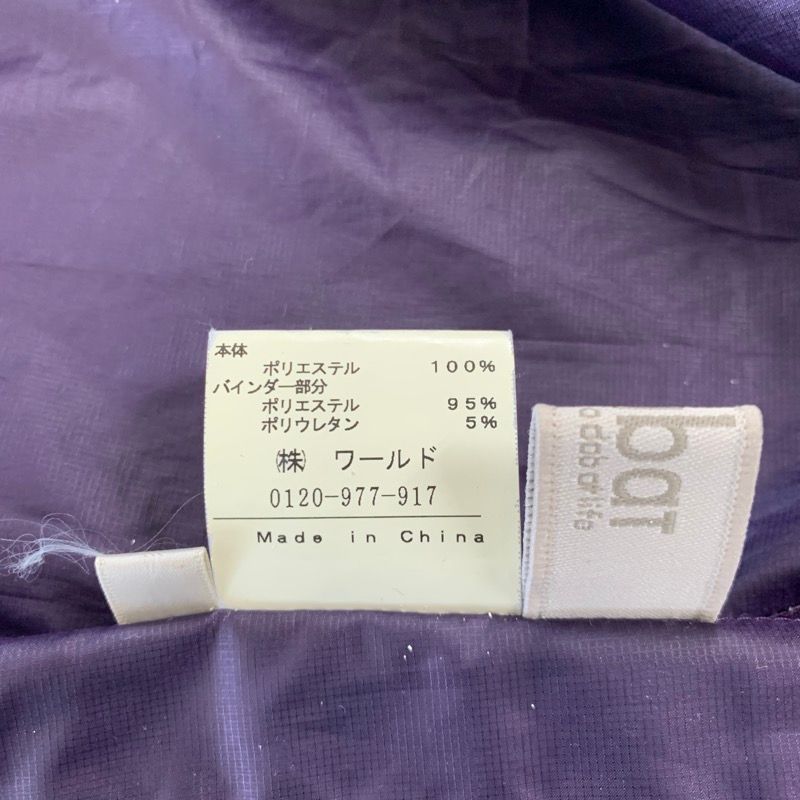 本体
ポリエステル 100%
バインダー部分
ポリエステル 95%
ポリウレタン 5%
㈱ ワールド
0120-977-917
Made in China
bar